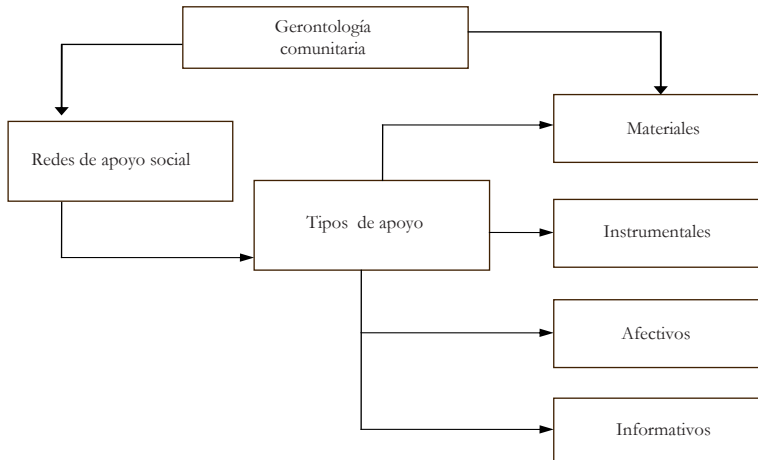 Gerontología
comunitaria
Redes de apoyo social
Tipos de apoyo
Materiales
Instrumentales
Afectivos
Informativos